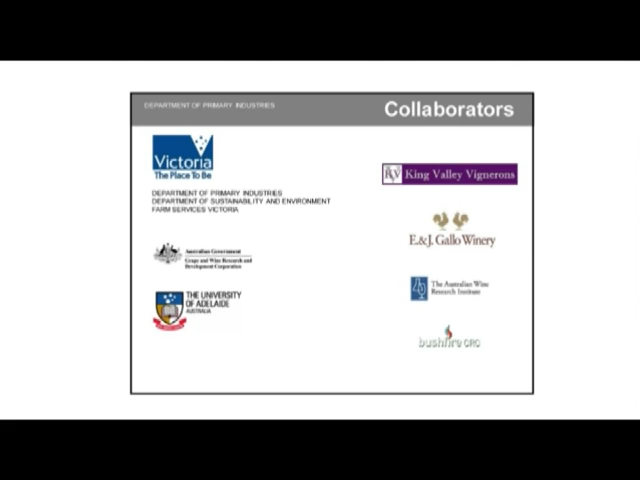 DEPARTMENT OF PRIMARY INDUSTRIES
Collaborators
Victoria
The Place To Be
DEPARTMENT OF PRIMARY INDUSTRIES
DEPARTMENT OF SUSTAINABILITY AND ENVIRONMENT
FARM SERVICES VICTORIA
Australian Government
Grape and Wine Research and
Development Corporation
THE UNIVERSITY
OF ADELAIDE
AUSTRALIA
KV King Valley Vignerons
E.&J. Gallo Winery
The Australian Wine
Research Institute
bushfire CRC